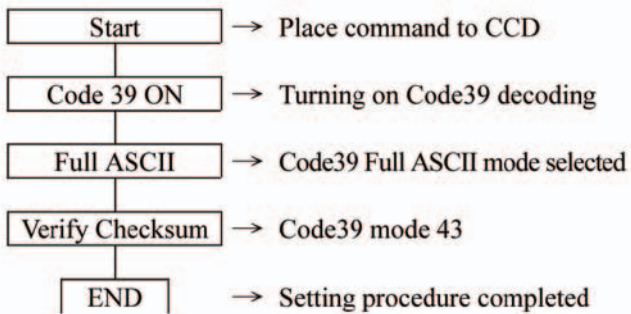 Start → Place command to CCD
Code 39 ON → Turning on Code39 decoding
Full ASCII → Code39 Full ASCII mode selected
Verify Checksum → Code39 mode 43
END → Setting procedure completed